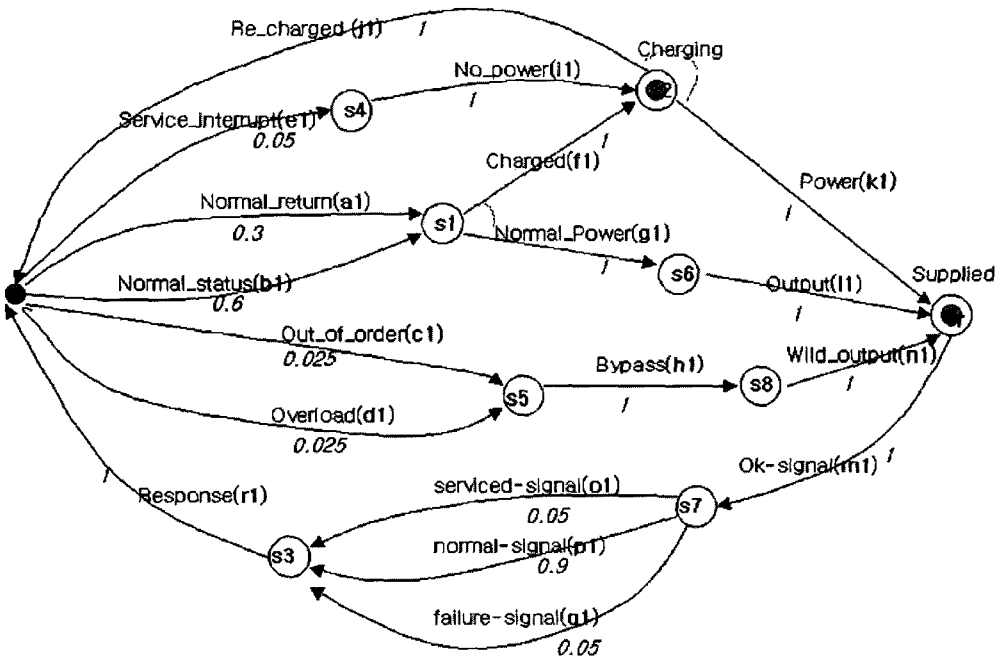 Re_charged (j1) 1
Charging
No_power(i1)
1
2
s4
Service_interrupt(e1)
0.05
Charged(f1)
1
Power(k1)
1
Normal_return(a1)
0.3
s1
Normal_Power(g1)
1
s6
Supplied
Output(l1)
1
Normal_status(b1)
0.6
Out_of_order(c1)
0.025
Wild_output(n1)
1
Bypass(h1)
1
s8
s5
Overload(d1)
0.025
Ok-signal(m1) 1
Response(r1)
1
serviced-signal(o1)
0.05
s7
normal-signal(p1)
0.9
s3
failure-signal(q1)
0.05